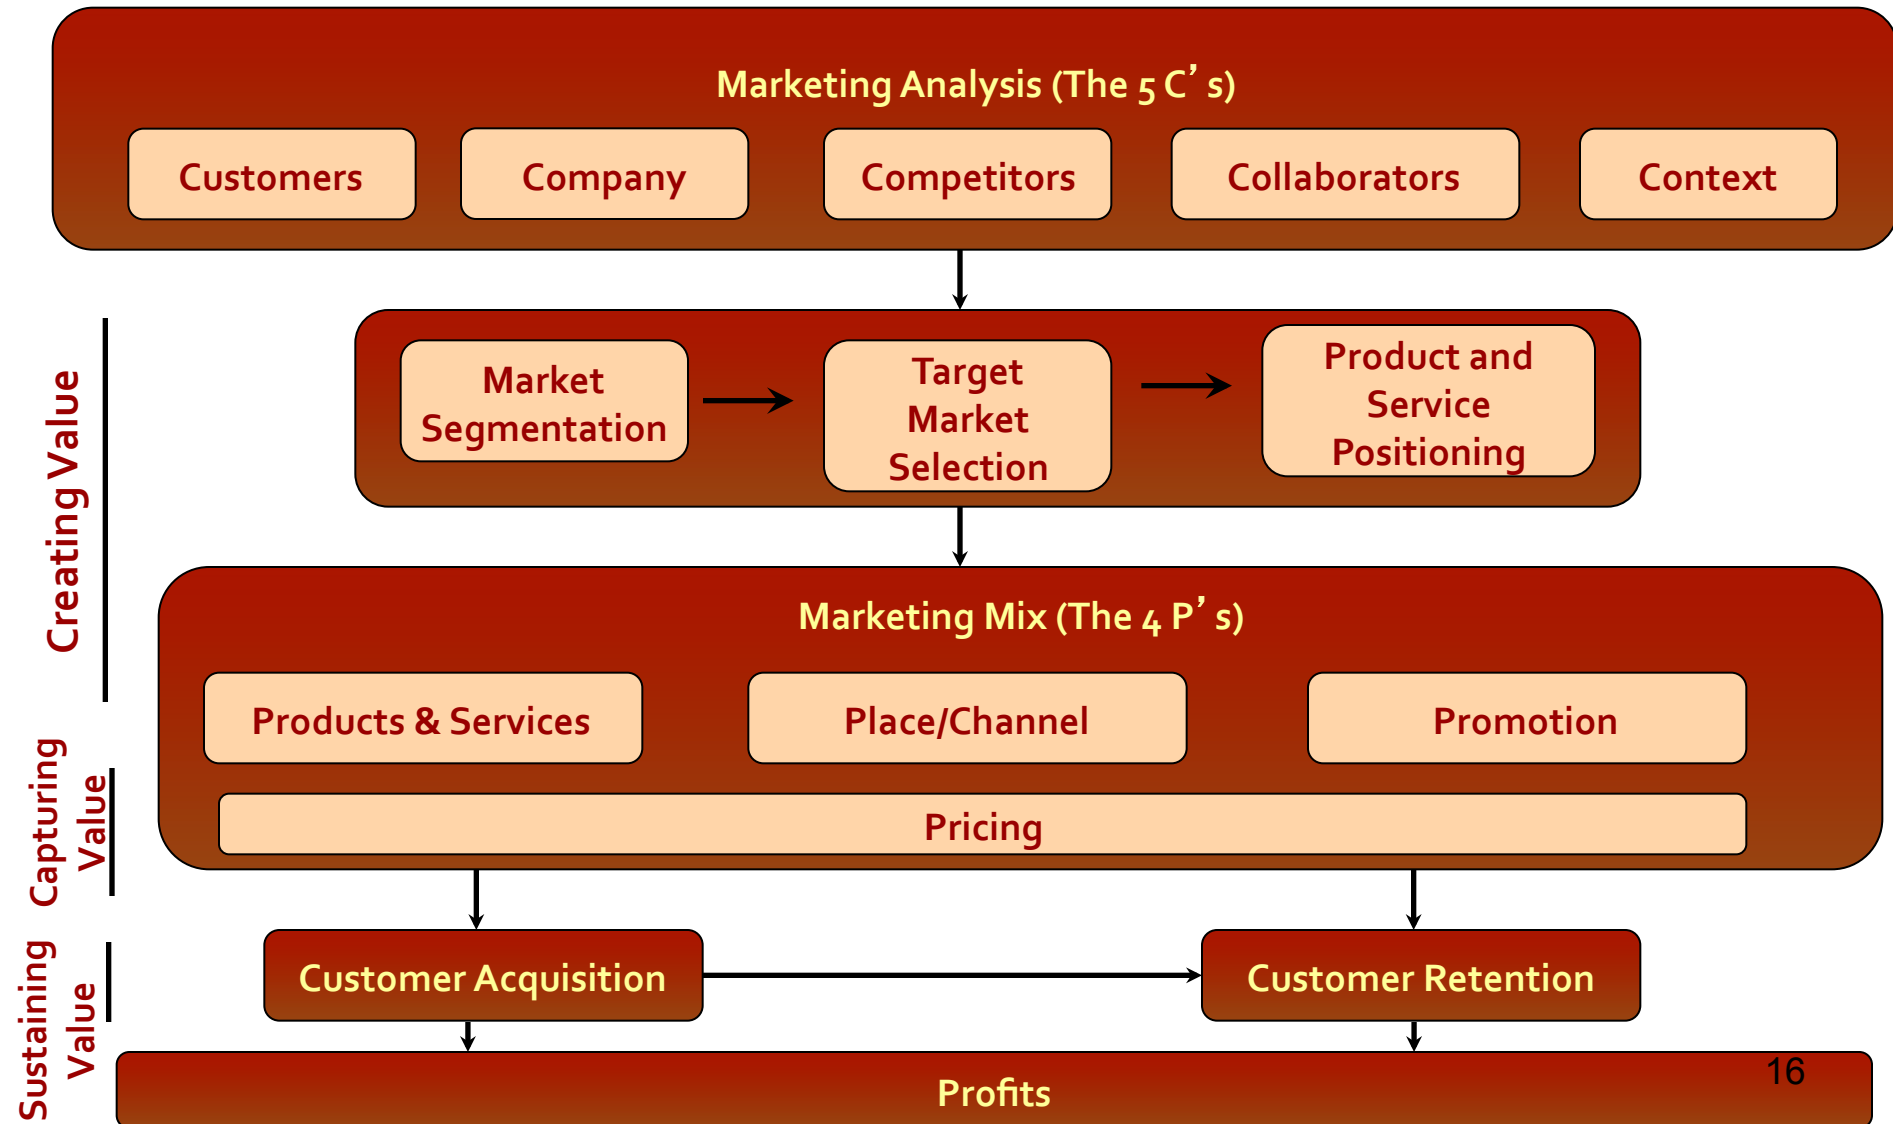 Marketing Analysis (The 5 C’ s)
Customers
Company
Competitors
Collaborators
Context
Creating Value
Market
Segmentation
Target
Market
Selection
Product and
Service
Positioning
Marketing Mix (The 4 P’ s)
Products & Services
Place/Channel
Promotion
Capturing
Value
Pricing
Sustaining
Value
Customer Acquisition
Customer Retention
16
Profits